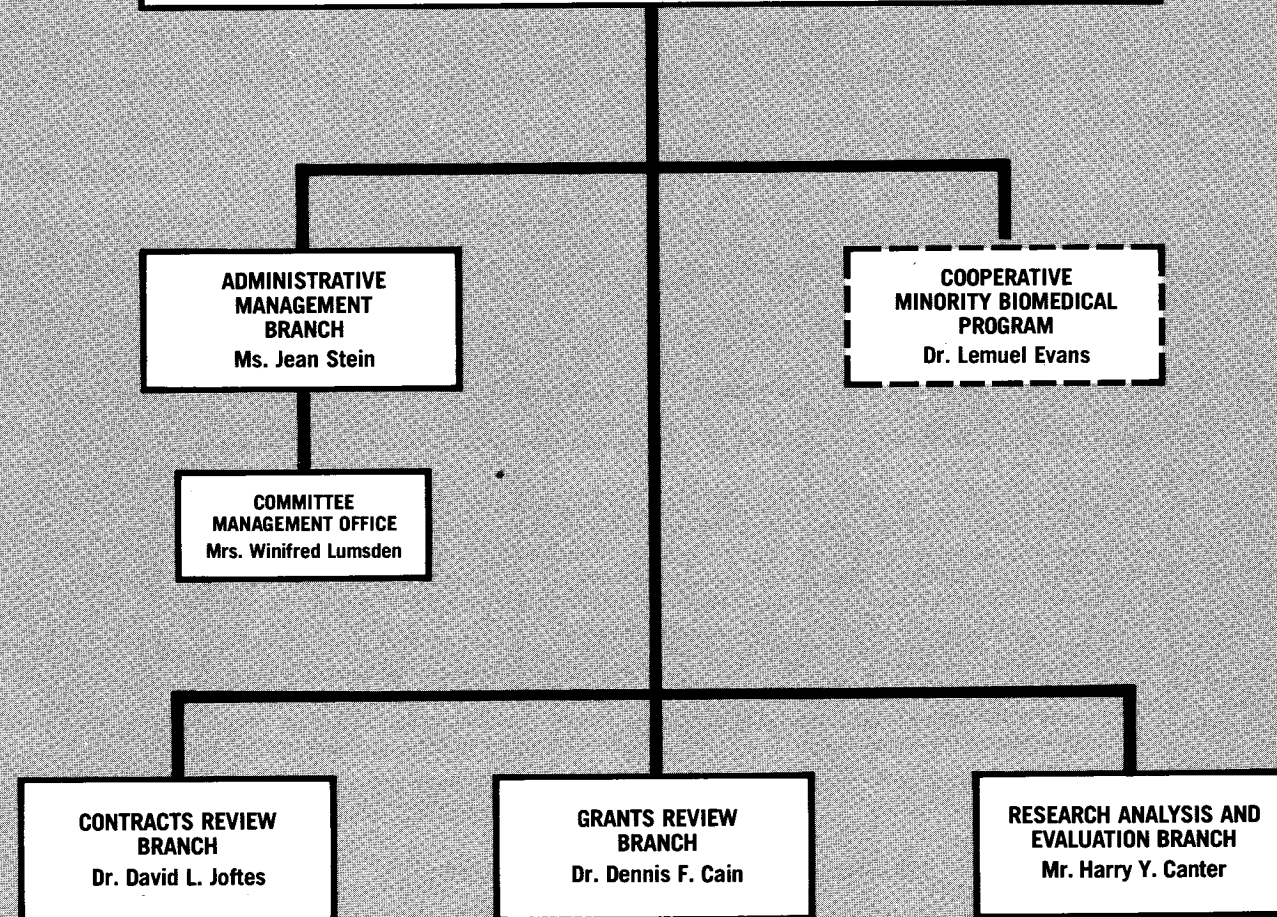 ADMINISTRATIVE
MANAGEMENT
BRANCH
Ms. Jean Stein
COOPERATIVE
MINORITY BIOMEDICAL
PROGRAM
Dr. Lemuel Evans
COMMITTEE
MANAGEMENT OFFICE
Mrs. Winifred Lumsden
CONTRACTS REVIEW
BRANCH
Dr. David L. Joftes
GRANTS REVIEW
BRANCH
Dr. Dennis F. Cain
RESEARCH ANALYSIS AND
EVALUATION BRANCH
Mr. Harry Y. Canter